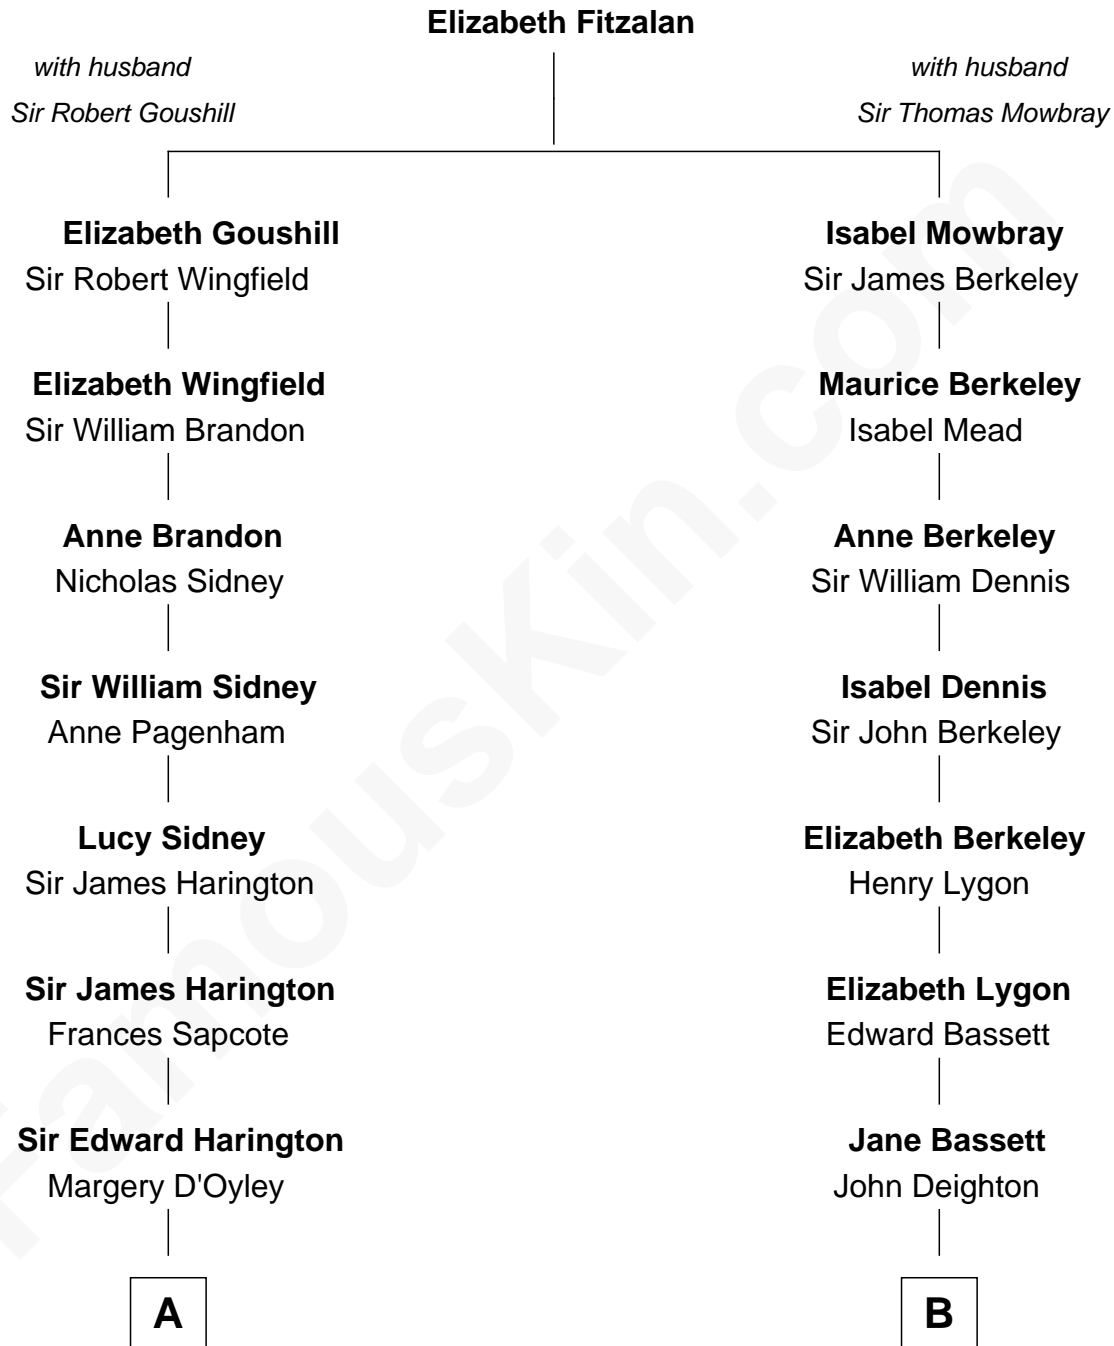 Elizabeth Fitzalan
with husband
Sir Robert Goushill
with husband
Sir Thomas Mowbray
Elizabeth Goushill
Sir Robert Wingfield
Elizabeth Wingfield
Sir William Brandon
Anne Brandon
Nicholas Sidney
Sir William Sidney
Anne Pagenham
Lucy Sidney
Sir James Harington
Sir James Harington
Frances Sapcote
Sir Edward Harington
Margery D'Oyley
A
Isabel Mowbray
Sir James Berkeley
Maurice Berkeley
Isabel Mead
Anne Berkeley
Sir William Dennis
Isabel Dennis
Sir John Berkeley
Elizabeth Berkeley
Henry Lygon
Elizabeth Lygon
Edward Bassett
Jane Bassett
John Deighton
B
FamousKin.com